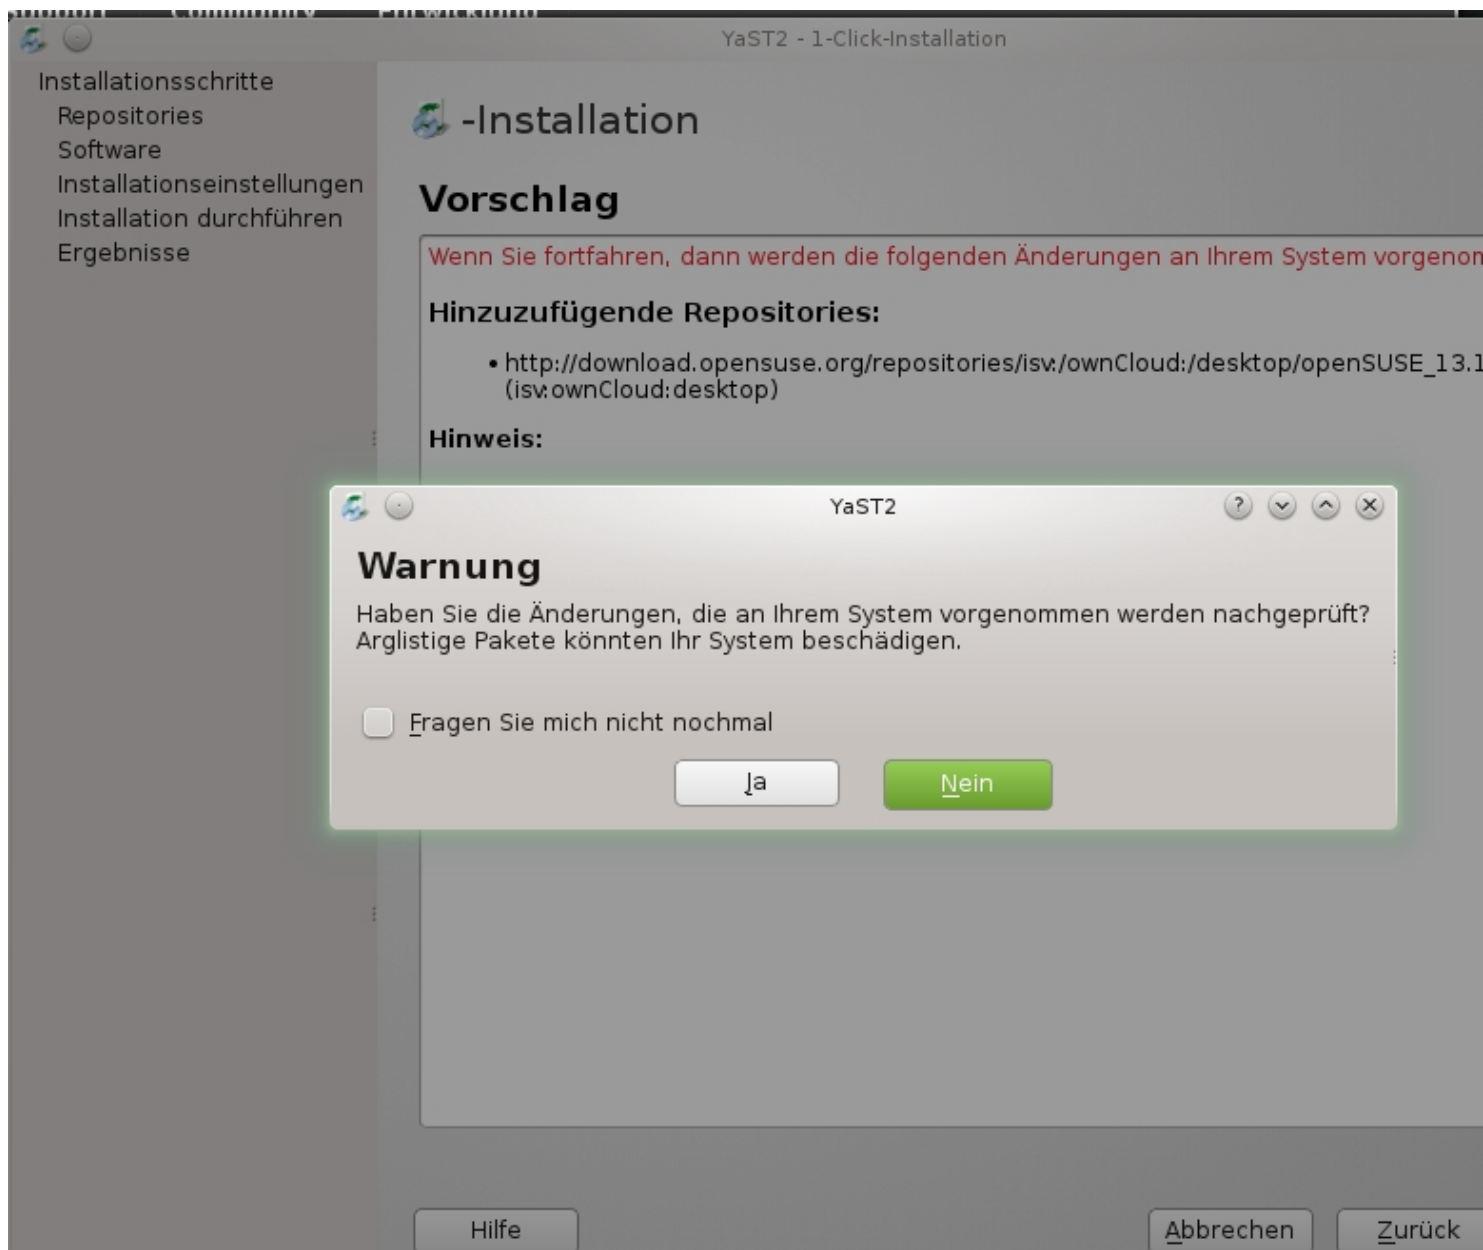 Support Community Entwicklung
YaST2 - 1-Click-Installation
Installationsschritte
Repositories
Software
Installationseinstellungen
Installation durchführen
Ergebnisse
-Installation
Vorschlag
Wenn Sie fortfahren, dann werden die folgenden Änderungen an Ihrem System
Hinzuzufügende Repositories:
• http://download.opensuse.org/repositories/isv:/ownCloud:/desktop/openSUSE_13.1
(isv:ownCloud:desktop)
Hinweis:
YaST2
Warnung
Haben Sie die Änderungen, die an Ihrem System vorgenommen werden nachgeprüft?
Arglistige Pakete könnten Ihr System beschädigen.
Fragen Sie mich nicht nochmal
Ja
Nein
Hilfe
Abbrechen
Zurück